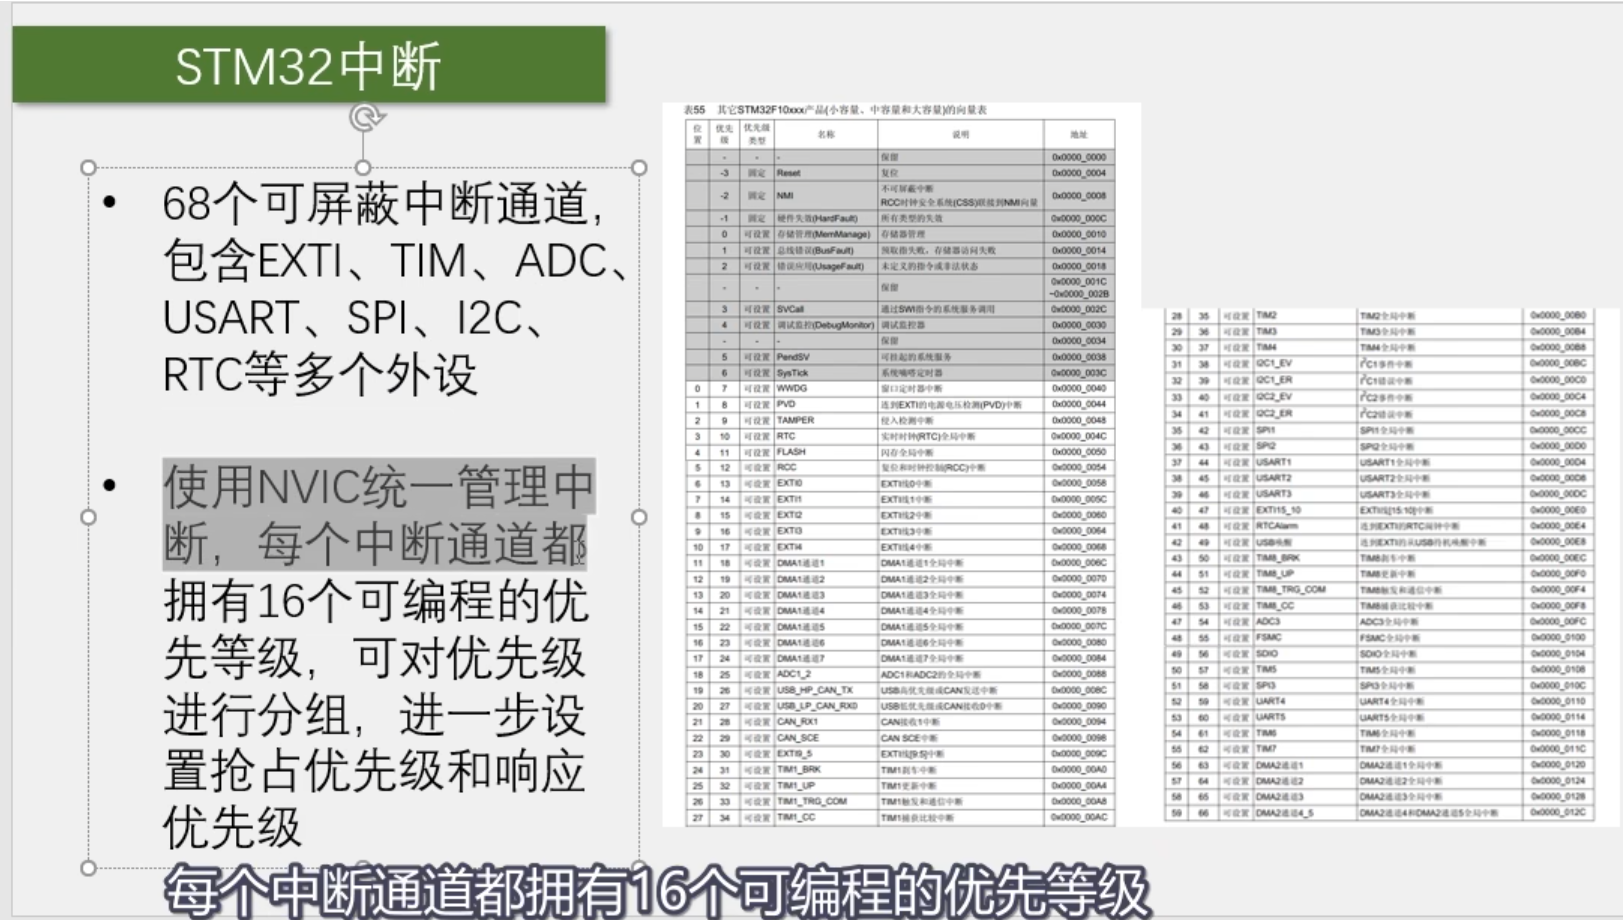 STM32中断
• 68个可屏蔽中断通道，
包含EXTI、TIM、ADC、
USART、SPI、I2C、
RTC等多个外设
• 使用NVIC统一管理中
断，每个中断通道都
拥有16个可编程的优
先等级，可对优先级
进行分组，进一步设
置抢占优先级和响应
优先级
表55 其它STM32F10xxx产品(小容量、中容量和大容量)的向量表
位置 优先级 优先级类型 名称 说明 地址
- - - 保留 0x0000_0000
-3 固定 Reset 复位 0x0000_0004
-2 固定 NMI 不可屏蔽中断 RCC时钟安全系统(CSS)联接到NMI向量 0x0000_0008
-1 固定 硬件失效(HardFault) 所有类型的失效 0x0000_000C
0 可设置 存储管理(MemManage) 存储器管理 0x0000_0010
1 可设置 总线错误(BusFault) 预取指失败，存储器访问失败 0x0000_0014
2 可设置 错误应用(UsageFault) 未定义的指令或非法状态 0x0000_0018
- - - 保留 0x0000_001C ~0x0000_002B
3 可设置 SVCall 通过SWI指令的系统服务调用 0x0000_002C
4 可设置 调试监控(DebugMonitor) 调试监控器 0x0000_0030
- - - 保留 0x0000_0034
5 可设置 PendSV 可挂起的系统服务 0x0000_0038
6 可设置 SysTick 系统嘀嗒定时器 0x0000_003C
0 7 可设置 WWDG 窗口定时器中断 0x0000_0040
1 8 可设置 PVD 连到EXTI的电源电压检测(PVD)中断 0x0000_0044
2 9 可设置 TAMPER 侵入检测中断 0x0000_0048
3 10 可设置 RTC 实时时钟(RTC)全局中断 0x0000_004C
4 11 可设置 FLASH 闪存全局中断 0x0000_0050
5 12 可设置 RCC 复位和时钟控制(RCC)中断 0x0000_0054
6 13 可设置 EXTI0 EXTI线0中断 0x0000_0058
7 14 可设置 EXTI1 EXTI线1中断 0x0000_005C
8 15 可设置 EXTI2 EXTI线2中断 0x0000_0060
9 16 可设置 EXTI3 EXTI线3中断 0x0000_0064
10 17 可设置 EXTI4 EXTI线4中断 0x0000_0068
11 18 可设置 DMA1通道1 DMA1通道1全局中断 0x0000_006C
12 19 可设置 DMA1通道2 DMA1通道2全局中断 0x0000_0070
13 20 可设置 DMA1通道3 DMA1通道3全局中断 0x0000_0074
14 21 可设置 DMA1通道4 DMA1通道4全局中断 0x0000_0078
15 22 可设置 DMA1通道5 DMA1通道5全局中断 0x0000_007C
16 23 可设置 DMA1通道6 DMA1通道6全局中断 0x0000_0080
17 24 可设置 DMA1通道7 DMA1通道7全局中断 0x0000_0084
18 25 可设置 ADC1_2 ADC1和ADC2的全局中断 0x0000_0088
19 26 可设置 USB_HP_CAN_TX USB高优先级或CAN发送中断 0x0000_008C
20 27 可设置 USB_LP_CAN_RX0 USB低优先级或CAN接收0中断 0x0000_0090
21 28 可设置 CAN_RX1 CAN接收1中断 0x0000_0094
22 29 可设置 CAN_SCE CAN SCE中断 0x0000_0098
23 30 可设置 EXTI9_5 EXTI线[9:5]中断 0x0000_009C
24 31 可设置 TIM1_BRK TIM1刹车中断 0x0000_00A0
25 32 可设置 TIM1_UP TIM1更新中断 0x0000_00A4
26 33 可设置 TIM1_TRG_COM TIM1触发和通信中断 0x0000_00A8
27 34 可设置 TIM1_CC TIM1捕获比较中断 0x0000_00AC
28 35 可设置 TIM2 TIM2全局中断 0x0000_00B0
29 36 可设置 TIM3 TIM3全局中断 0x0000_00B4
30 37 可设置 TIM4 TIM4全局中断 0x0000_00B8
31 38 可设置 I2C1_EV I²C1事件中断 0x0000_00BC
32 39 可设置 I2C1_ER I²C1错误中断 0x0000_00C0
33 40 可设置 I2C2_EV I²C2事件中断 0x0000_00C4
34 41 可设置 I2C2_ER I²C2错误中断 0x0000_00C8
35 42 可设置 SPI1 SPI1全局中断 0x0000_00CC
36 43 可设置 SPI2 SPI2全局中断 0x0000_00D0
37 44 可设置 USART1 USART1全局中断 0x0000_00D4
38 45 可设置 USART2 USART2全局中断 0x0000_00D8
39 46 可设置 USART3 USART3全局中断 0x0000_00DC
40 47 可设置 EXTI15_10 EXTI线[15:10]中断 0x0000_00E0
41 48 可设置 RTCAlarm 连到EXTI的RTC闹钟中断 0x0000_00E4
42 49 可设置 USB唤醒 连到EXTI的从USB待机唤醒中断 0x0000_00E8
43 50 可设置 TIM8_BRK TIM8刹车中断 0x0000_00EC
44 51 可设置 TIM8_UP TIM8更新中断 0x0000_00F0
45 52 可设置 TIM8_TRG_COM TIM8触发和通信中断 0x0000_00F4
46 53 可设置 TIM8_CC TIM8捕获比较中断 0x0000_00F8
47 54 可设置 ADC3 ADC3全局中断 0x0000_00FC
48 55 可设置 FSMC FSMC全局中断 0x0000_0100
49 56 可设置 SDIO SDIO全局中断 0x0000_0104
50 57 可设置 TIM5 TIM5全局中断 0x0000_0108
51 58 可设置 SPI3 SPI3全局中断 0x0000_010C
52 59 可设置 UART4 UART4全局中断 0x0000_0110
53 60 可设置 UART5 UART5全局中断 0x0000_0114
54 61 可设置 TIM6 TIM6全局中断 0x0000_0118
55 62 可设置 TIM7 TIM7全局中断 0x0000_011C
56 63 可设置 DMA2通道1 DMA2通道1全局中断 0x0000_0120
57 64 可设置 DMA2通道2 DMA2通道2全局中断 0x0000_0124
58 65 可设置 DMA2通道3 DMA2通道3全局中断 0x0000_0128
59 66 可设置 DMA2通道4_5 DMA2通道4和DMA2通道5全局中断 0x0000_012C
每个中断通道都拥有16个可编程的优先等级